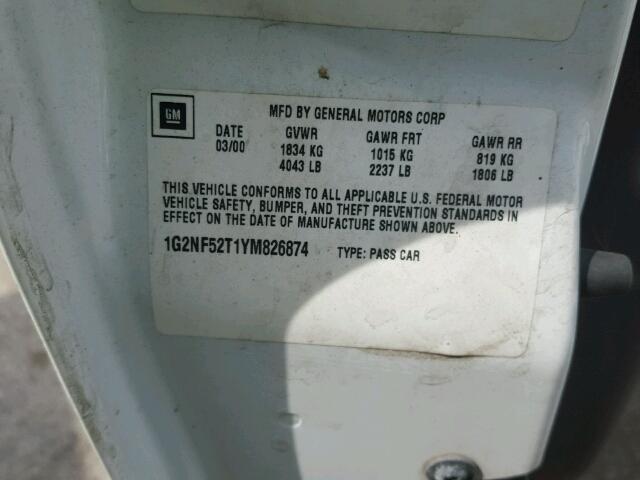 GM
MFD BY GENERAL MOTORS CORP
DATE GVWR GAWR FRT GAWR RR
03/00 1834 KG 1015 KG 819 KG
4043 LB 2237 LB 1806 LB
THIS VEHICLE CONFORMS TO ALL APPLICABLE U.S. FEDERAL MOTOR
VEHICLE SAFETY, BUMPER, AND THEFT PREVENTION STANDARDS IN
EFFECT ON THE DATE OF MANUFACTURE SHOWN ABOVE.
1G2NF52T1YM826874 TYPE: PASS CAR